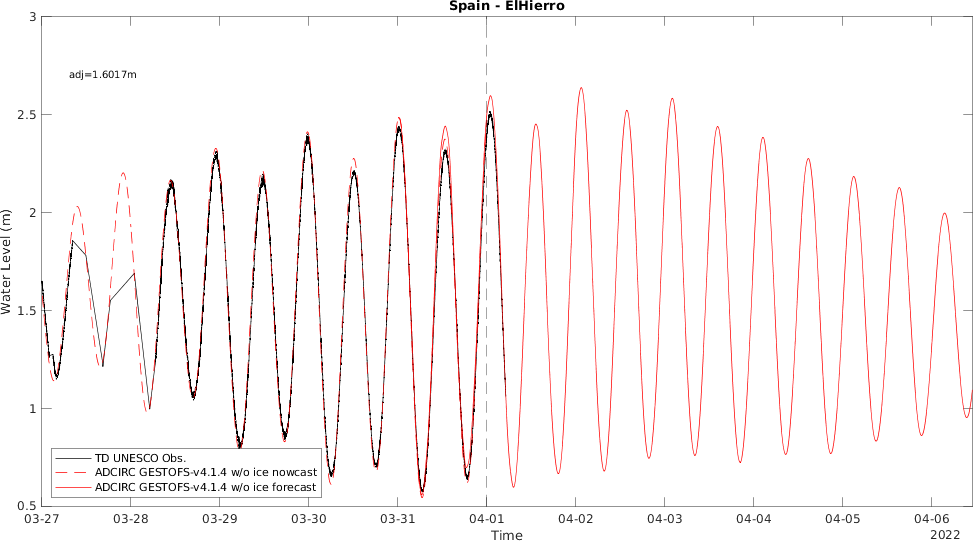 Spain - ElHierro
3
2.5
2
1.5
1
0.5
Water Level (m)
adj=1.6017m
TD UNESCO Obs.
ADCIRC GESTOFS-v4.1.4 w/o ice nowcast
ADCIRC GESTOFS-v4.1.4 w/o ice forecast
03-27 03-28 03-29 03-30 03-31 04-01 04-02 04-03 04-04 04-05 04-06
Time
2022